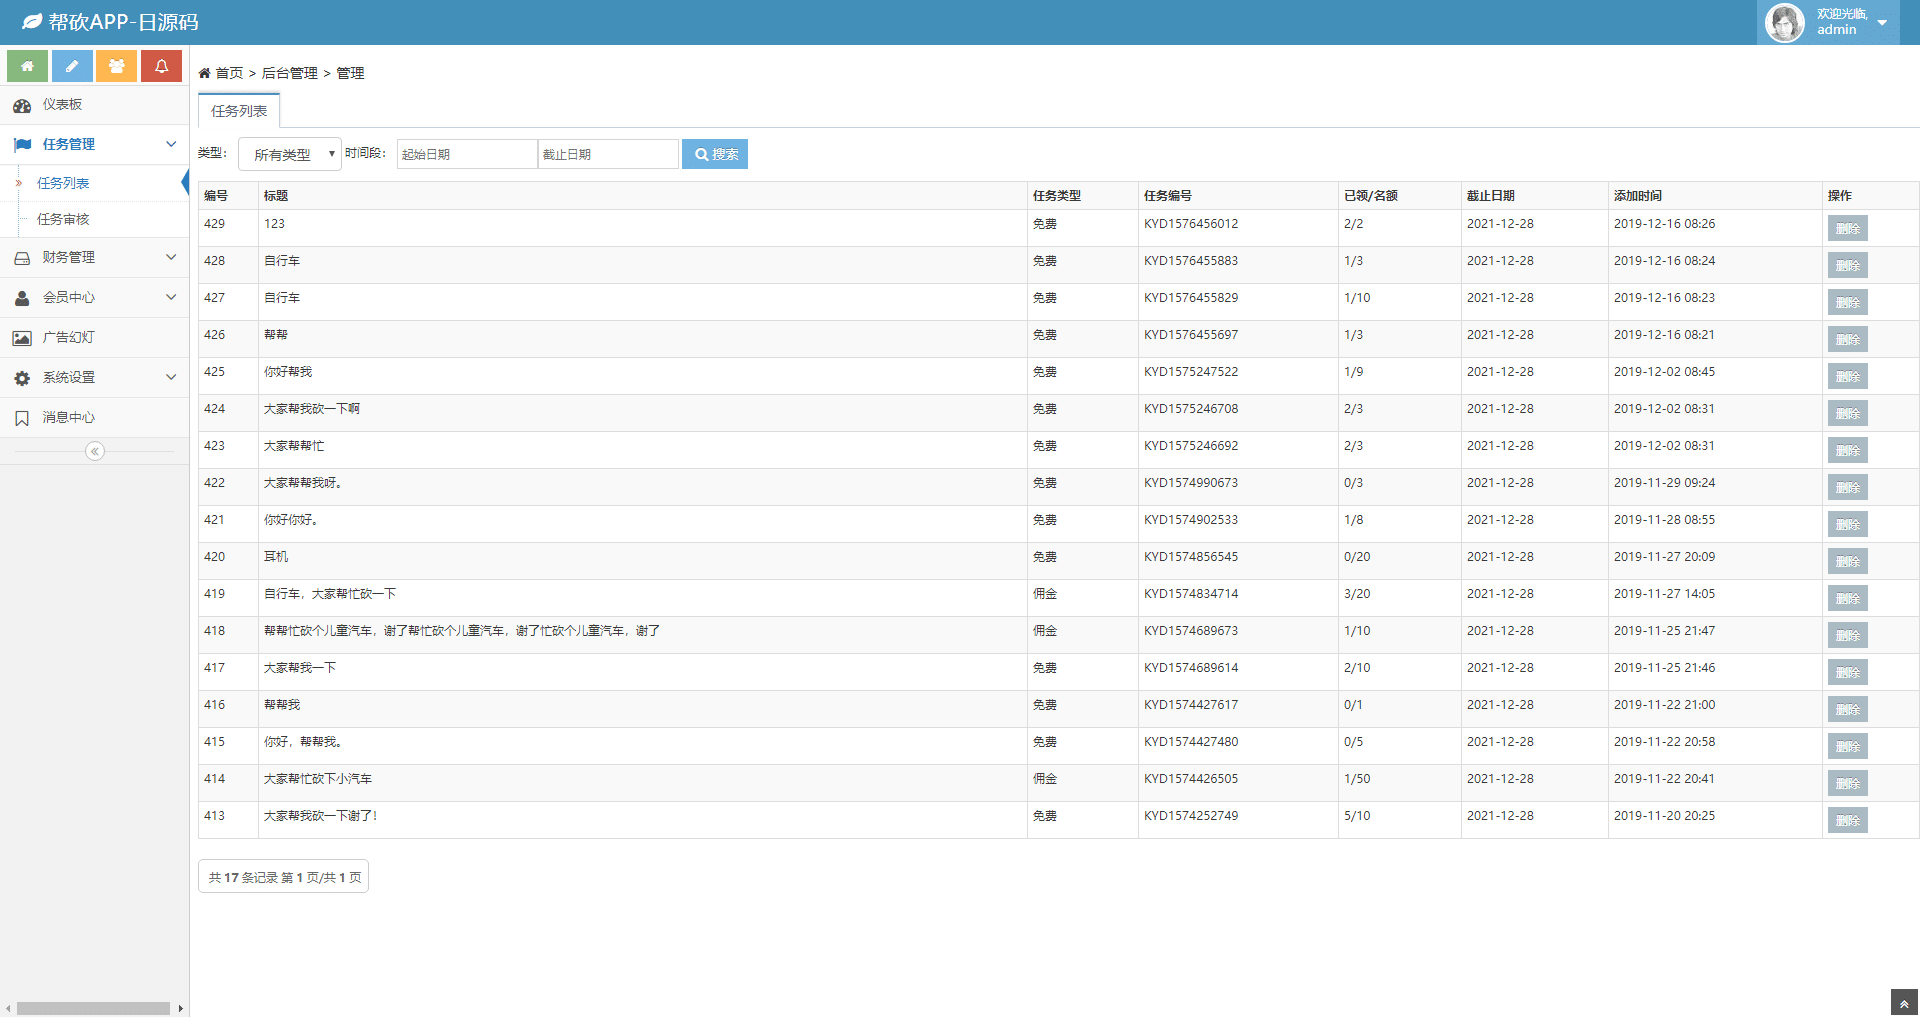 帮砍APP-日源码
欢迎光临,
admin
首页 > 后台管理 > 管理
仪表板
任务管理
任务列表
任务审核
财务管理
会员中心
广告幻灯
系统设置
消息中心
任务列表
类型： 所有类型 时间段： 起始日期 截止日期 搜索
编号 标题 任务类型 任务编号 已领/名额 截止日期 添加时间 操作
429 123 免费 KYD1576456012 2/2 2021-12-28 2019-12-16 08:26 删除
428 自行车 免费 KYD1576455883 1/3 2021-12-28 2019-12-16 08:24 删除
427 自行车 免费 KYD1576455829 1/10 2021-12-28 2019-12-16 08:23 删除
426 帮帮 免费 KYD1576455697 1/3 2021-12-28 2019-12-16 08:21 删除
425 你好帮我 免费 KYD1575247522 1/9 2021-12-28 2019-12-02 08:45 删除
424 大家帮我砍一下啊 免费 KYD1575246708 2/3 2021-12-28 2019-12-02 08:31 删除
423 大家帮帮忙 免费 KYD1575246692 2/3 2021-12-28 2019-12-02 08:31 删除
422 大家帮帮我呀。 免费 KYD1574990673 0/3 2021-12-28 2019-11-29 09:24 删除
421 你好你好。 免费 KYD1574902533 1/8 2021-12-28 2019-11-28 08:55 删除
420 耳机 免费 KYD1574856545 0/20 2021-12-28 2019-11-27 20:09 删除
419 自行车，大家帮忙砍一下 佣金 KYD1574834714 3/20 2021-12-28 2019-11-27 14:05 删除
418 帮帮忙砍个儿童汽车，谢了帮忙砍个儿童汽车，谢了忙砍个儿童汽车，谢了 佣金 KYD1574689673 1/10 2021-12-28 2019-11-25 21:47 删除
417 大家帮我一下 免费 KYD1574689614 2/10 2021-12-28 2019-11-25 21:46 删除
416 帮帮我 免费 KYD1574427617 0/1 2021-12-28 2019-11-22 21:00 删除
415 你好，帮帮我。 免费 KYD1574427480 0/5 2021-12-28 2019-11-22 20:58 删除
414 大家帮忙砍下小汽车 佣金 KYD1574426505 1/50 2021-12-28 2019-11-22 20:41 删除
413 大家帮我砍一下谢了！ 免费 KYD1574252749 5/10 2021-12-28 2019-11-20 20:25 删除
共 17 条记录 第 1 页/共 1 页